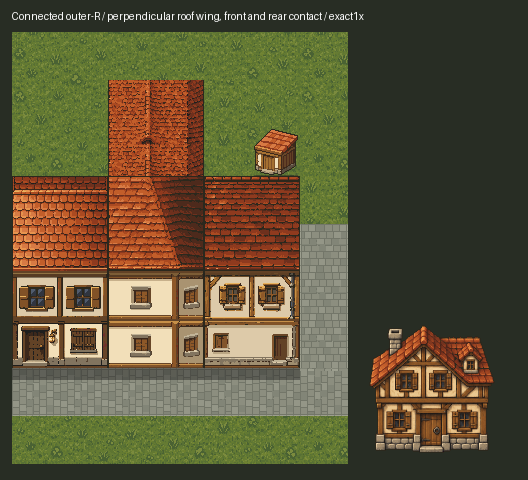 Connected outer-R / perpendicular roof wing, front and rear contact / exact1x